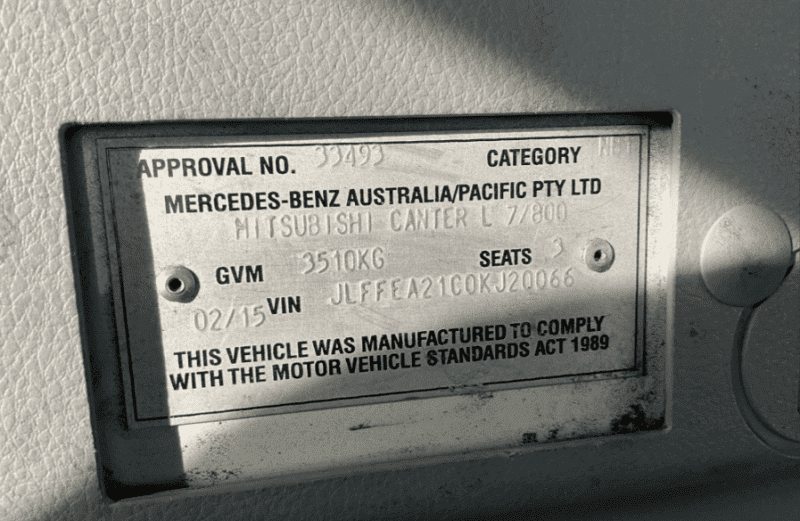 APPROVAL NO. 33493 CATEGORY
MERCEDES-BENZ AUSTRALIA/PACIFIC PTY LTD
MITSUBISHI CANTER L 7/800
GVM 3510KG SEATS 3
02/15 VIN JLFFEA21C0KJ20066
THIS VEHICLE WAS MANUFACTURED TO COMPLY
WITH THE MOTOR VEHICLE STANDARDS ACT 1989